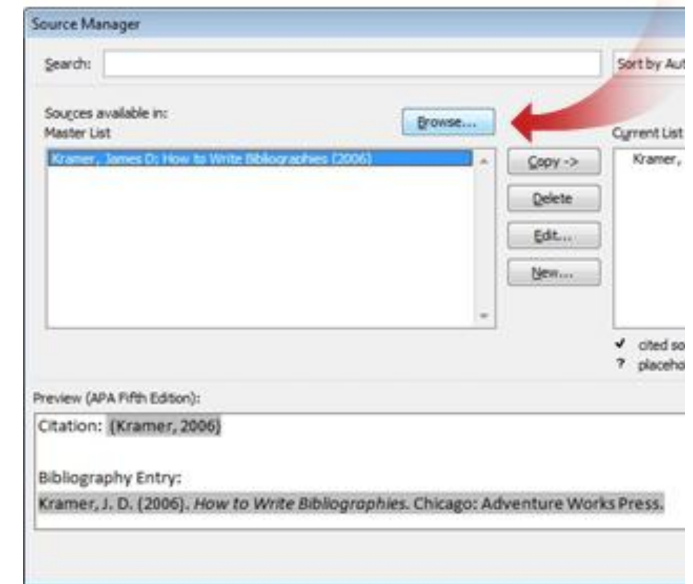 Source Manager
Search:
Sort by Aut
Sources available in:
Master List
Browse...
Current List
Kramer, James D; How to Write Bibliographies (2006)
Copy ->
Kramer,
Delete
Edit...
New...
cited so
? placeho
Preview (APA Fifth Edition):
Citation: (Kramer, 2006)
Bibliography Entry:
Kramer, J. D. (2006). How to Write Bibliographies. Chicago: Adventure Works Press.